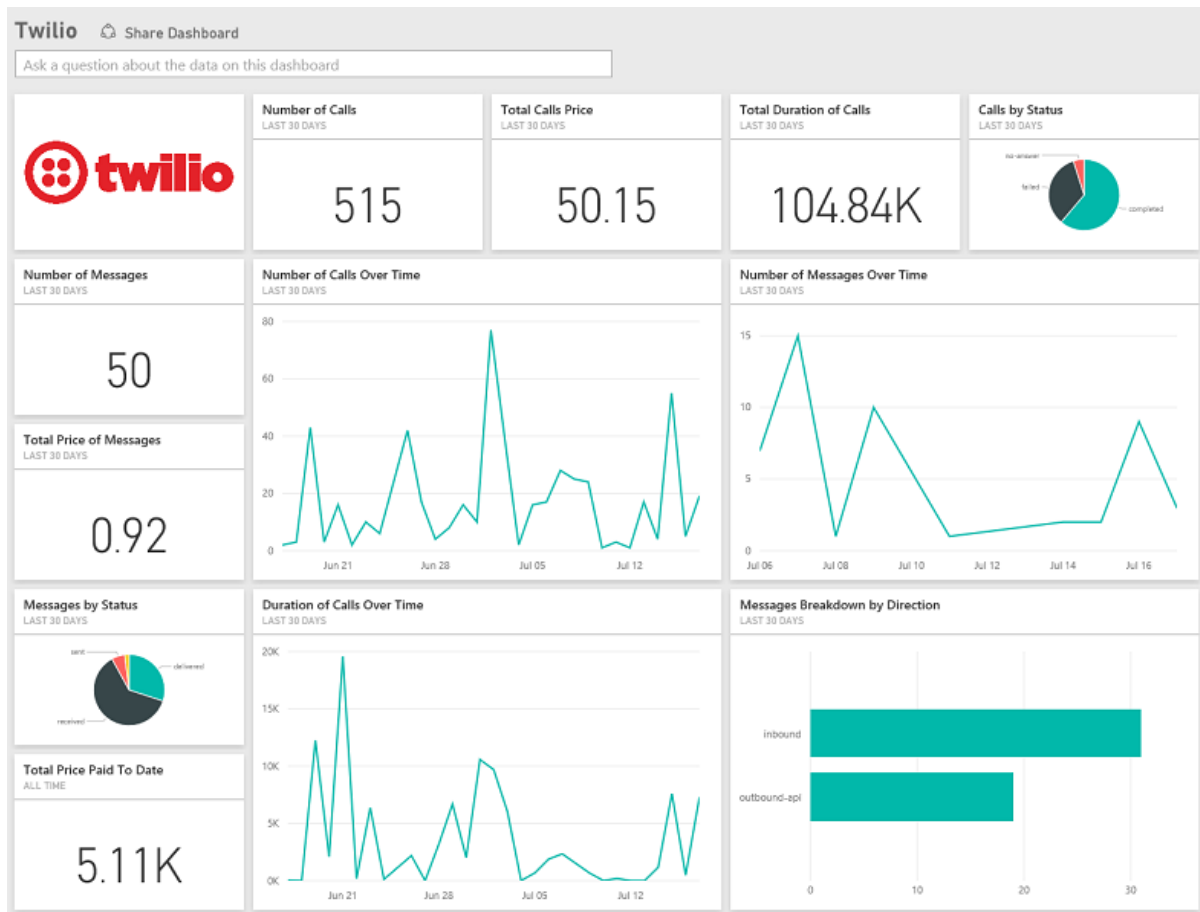 Twilio
Share Dashboard
Ask a question about the data on this dashboard
twilio
Number of Calls
LAST 30 DAYS
515
Total Calls Price
LAST 30 DAYS
50.15
Total Duration of Calls
LAST 30 DAYS
104.84K
Calls by Status
LAST 30 DAYS
no-answer
failed
completed
Number of Messages
LAST 30 DAYS
50
Total Price of Messages
LAST 30 DAYS
0.92
Number of Calls Over Time
LAST 30 DAYS
80
60
40
20
0
Jun 21
Jun 28
Jul 05
Jul 12
Number of Messages Over Time
LAST 30 DAYS
15
10
5
0
Jul 06
Jul 08
Jul 10
Jul 12
Jul 14
Jul 16
Messages by Status
LAST 30 DAYS
sent
delivered
received
Total Price Paid To Date
ALL TIME
5.11K
Duration of Calls Over Time
LAST 30 DAYS
20K
15K
10K
5K
0K
Jun 21
Jun 28
Jul 05
Jul 12
Messages Breakdown by Direction
LAST 30 DAYS
inbound
outbound-api
0
10
20
30